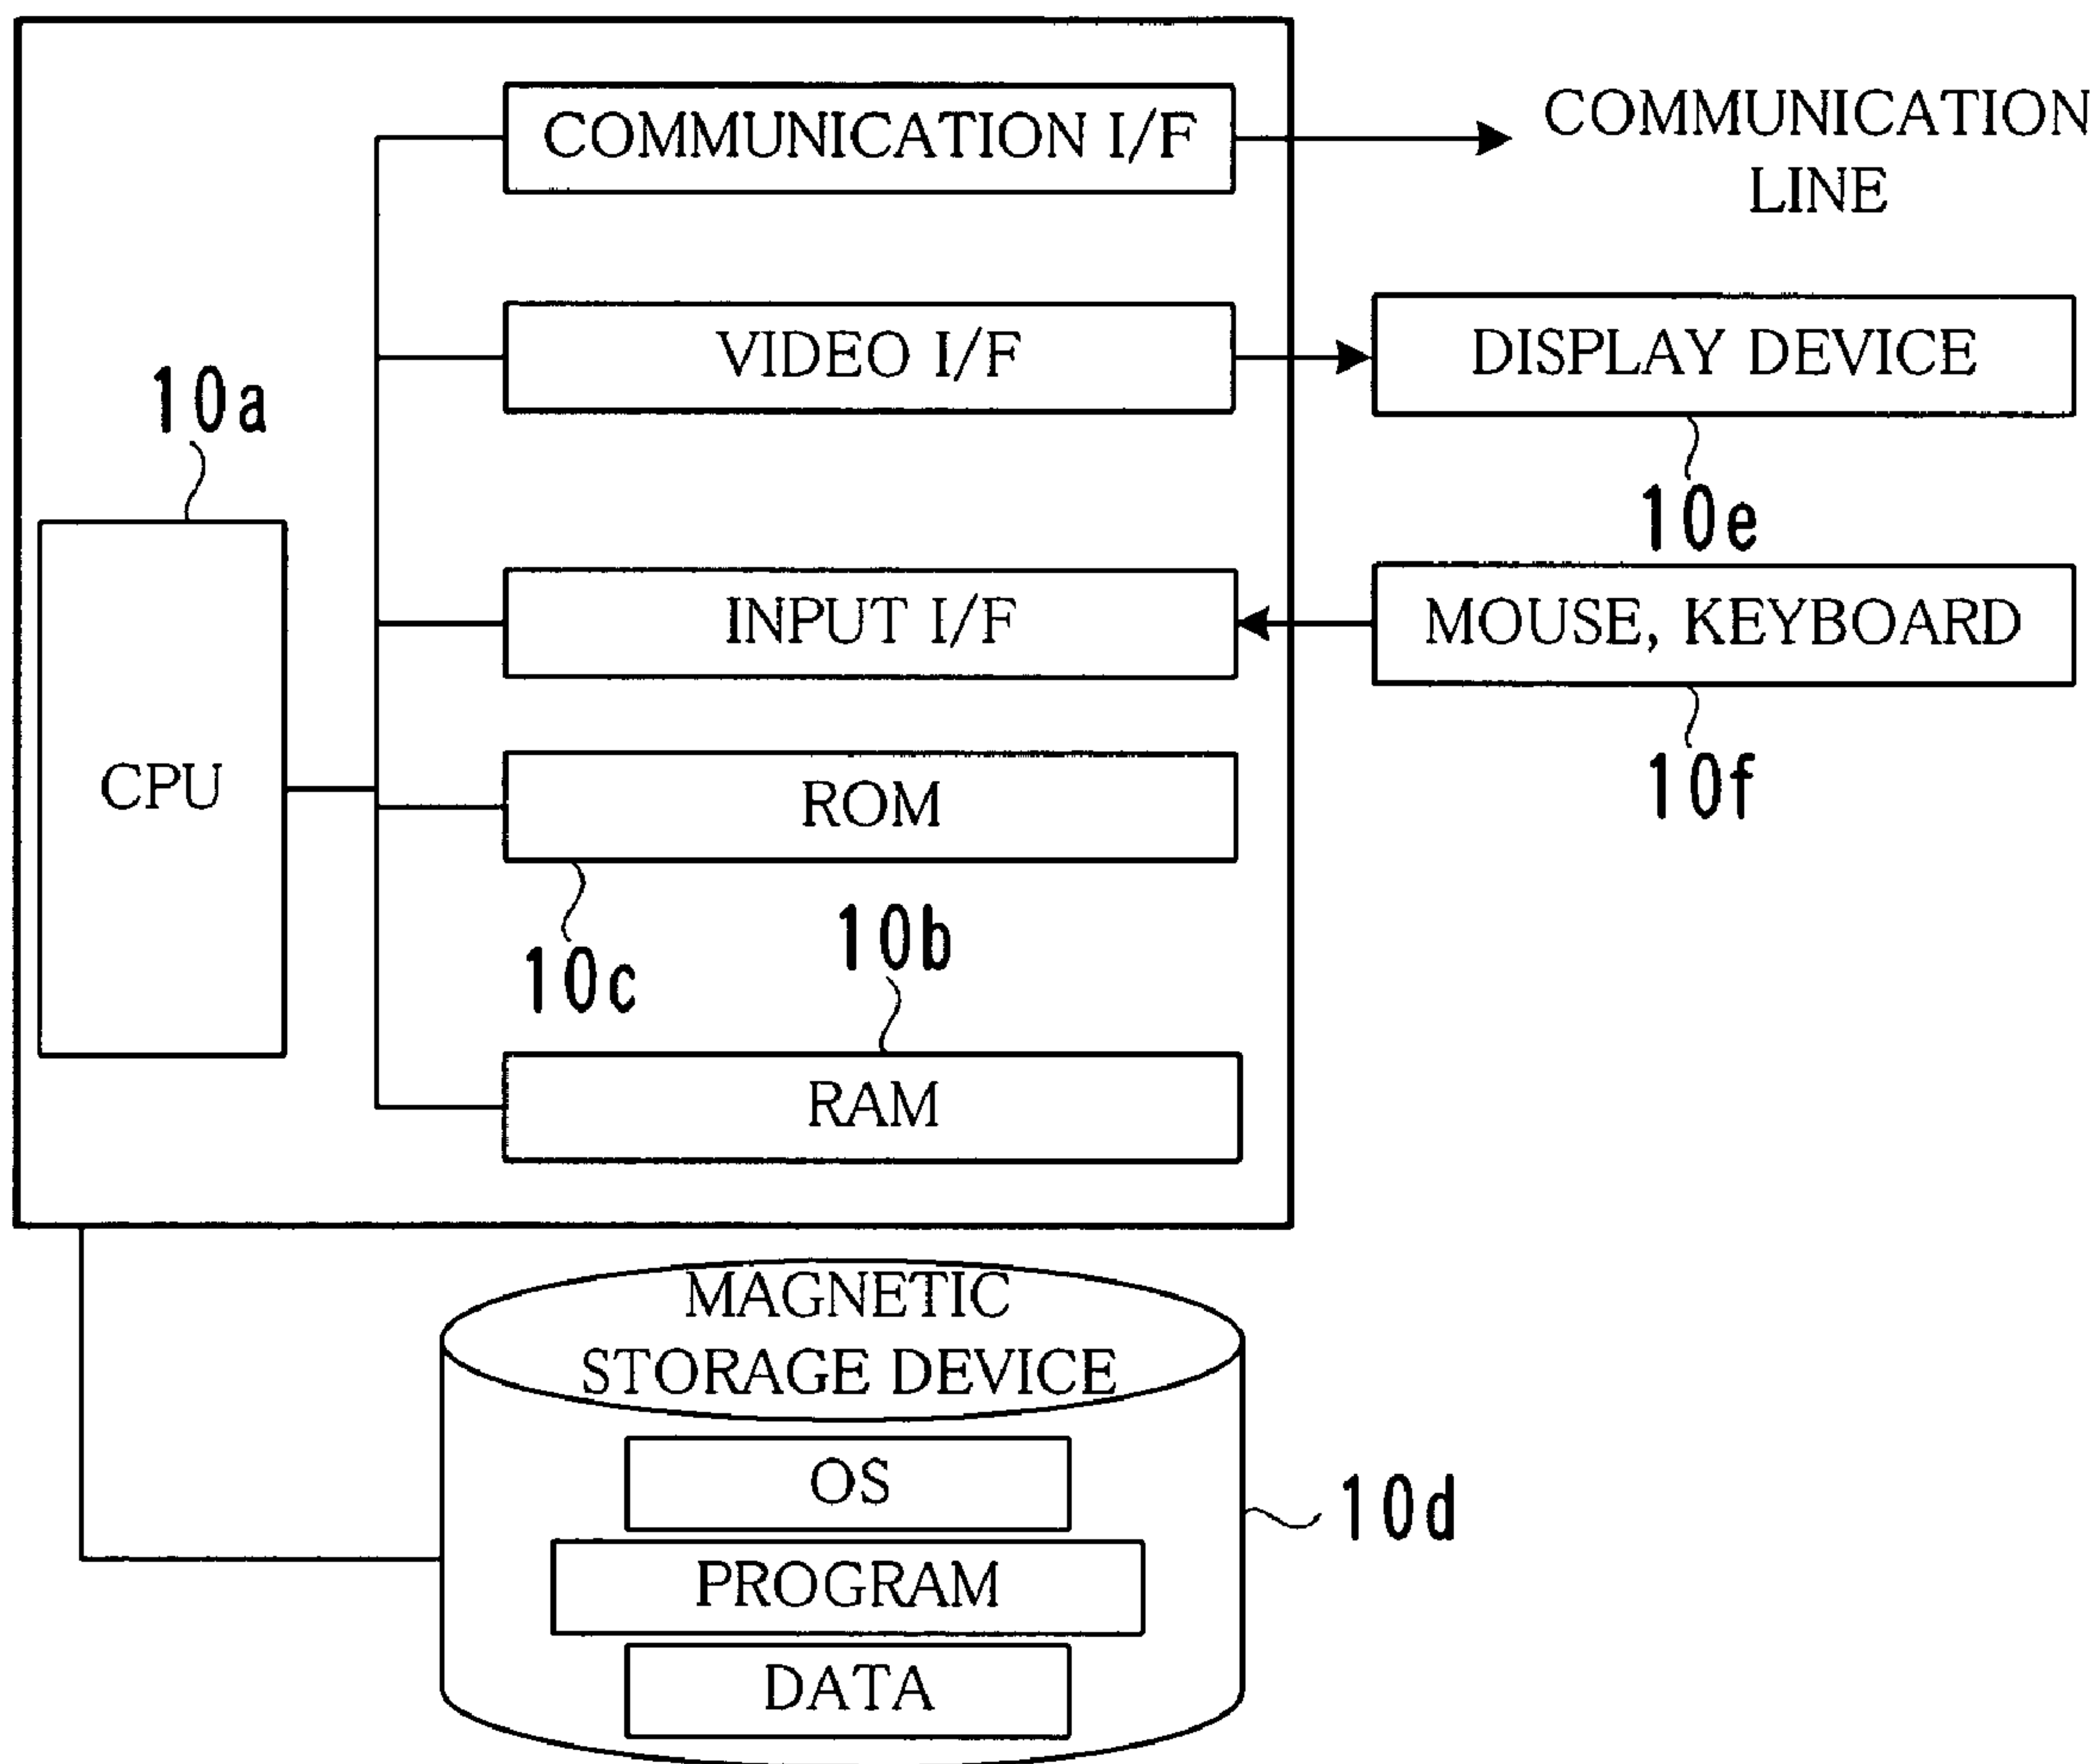 COMMUNICATION I/F
COMMUNICATION
LINE
VIDEO I/F
DISPLAY DEVICE
10a
10e
INPUT I/F
MOUSE, KEYBOARD
CPU
ROM
10f
10c
10b
RAM
MAGNETIC
STORAGE DEVICE
OS
10d
PROGRAM
DATA